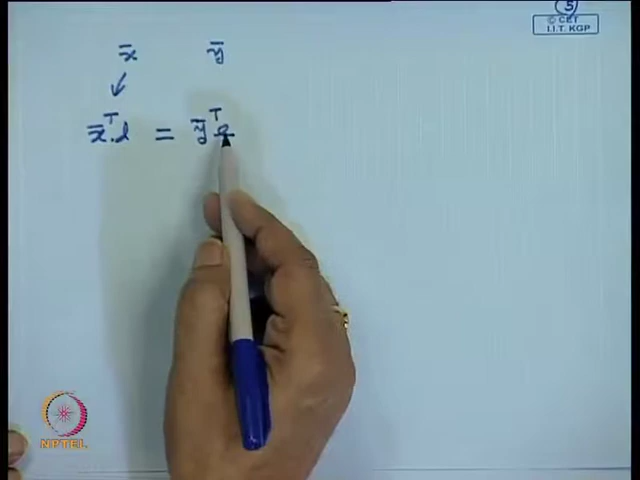 5
© CET
I.I.T. KGP
x̄ ȳ
x̄ᵀ. = ȳᵀ
NPTEL